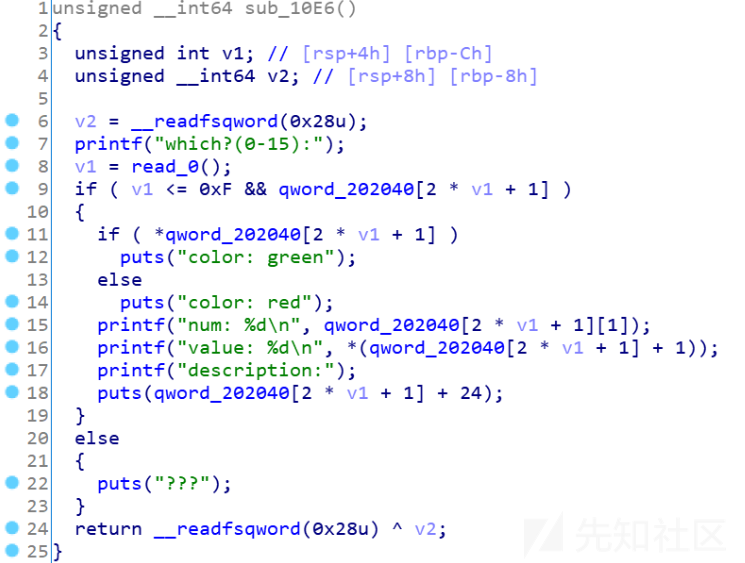 1 unsigned __int64 sub_10E6()
2 {
3   unsigned int v1; // [rsp+4h] [rbp-Ch]
4   unsigned __int64 v2; // [rsp+8h] [rbp-8h]
5
6   v2 = __readfsqword(0x28u);
7   printf("which?(0-15):");
8   v1 = read_0();
9   if ( v1 <= 0xF && qword_202040[2 * v1 + 1] )
10   {
11     if ( *qword_202040[2 * v1 + 1] )
12       puts("color: green");
13     else
14       puts("color: red");
15     printf("num: %d\n", qword_202040[2 * v1 + 1][1]);
16     printf("value: %d\n", *(qword_202040[2 * v1 + 1] + 1));
17     printf("description:");
18     puts(qword_202040[2 * v1 + 1] + 24);
19   }
20   else
21   {
22     puts("???");
23   }
24   return __readfsqword(0x28u) ^ v2;
25 }
先知社区